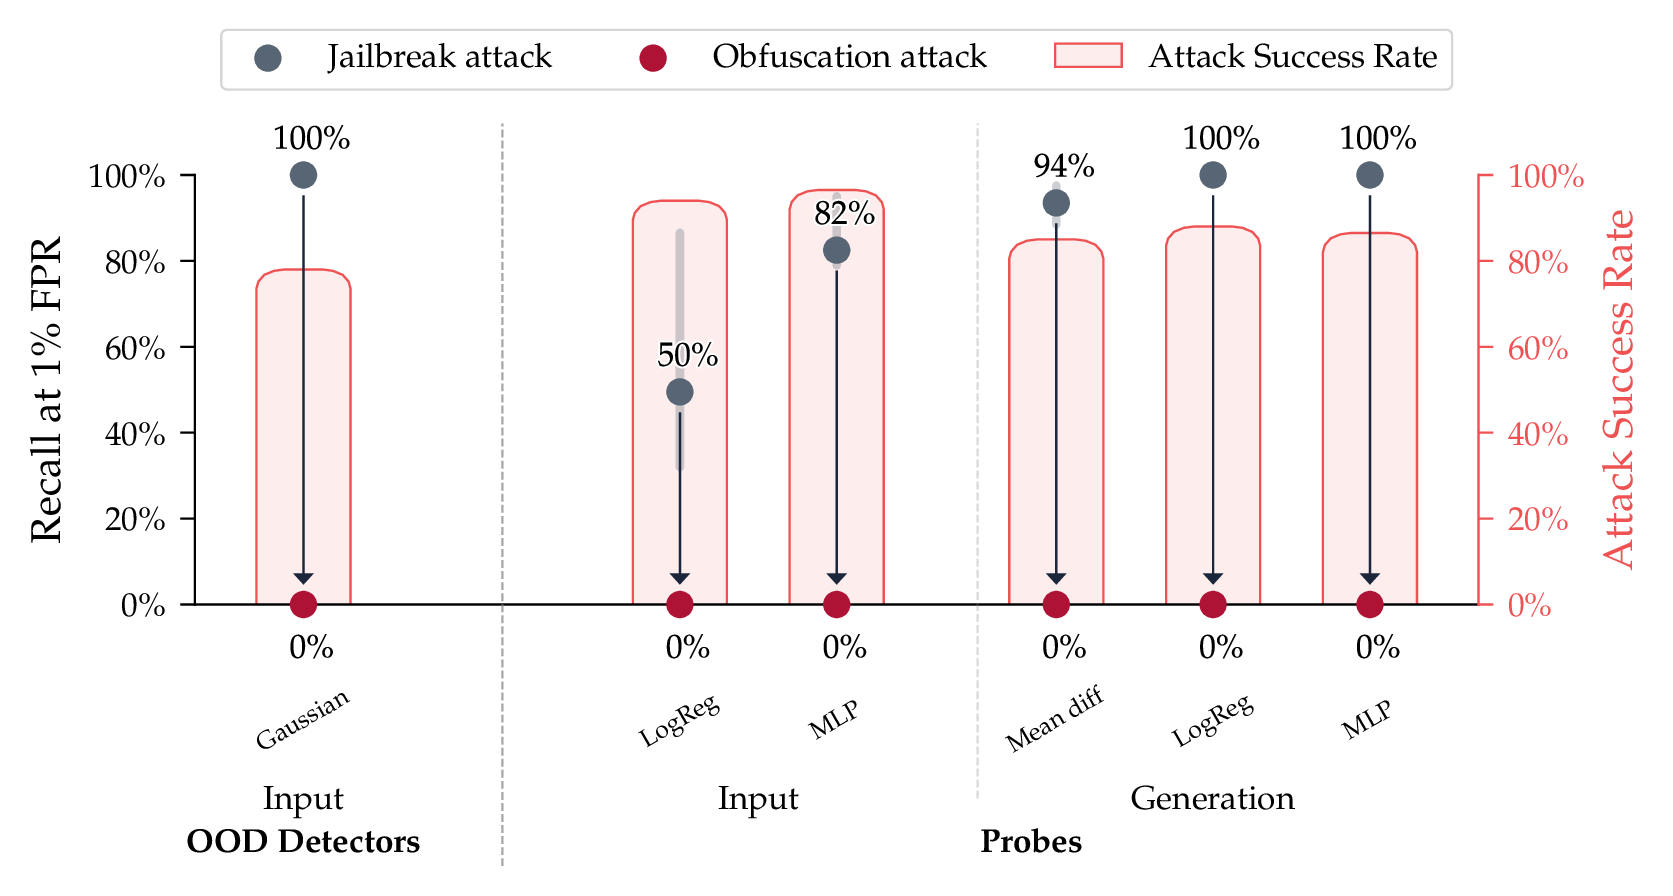 Jailbreak attack Obfuscation attack Attack Success Rate
100% 94% 100% 100%
82%
50%
Recall at 1% FPR
100%
80%
60%
40%
20%
0%
100%
80%
60%
40%
20%
0%
Attack Success Rate
0% 0% 0% 0% 0% 0%
Gaussian LogReg MLP Mean diff LogReg MLP
Input Input Generation
OOD Detectors Probes